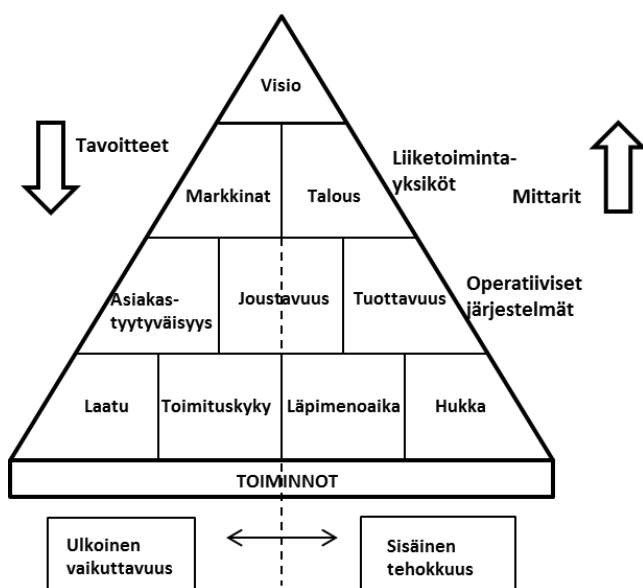 Visio
Tavoitteet
Liiketoiminta-
yksiköt
Mittarit
Markkinat
Talous
Asiakas-
tyytyväisyys
Joustavuus
Tuottavuus
Operatiiviset
järjestelmät
Laatu
Toimituskyky
Läpimenoaika
Hukka
TOIMINNOT
Ulkoinen
vaikuttavuus
Sisäinen
tehokkuus